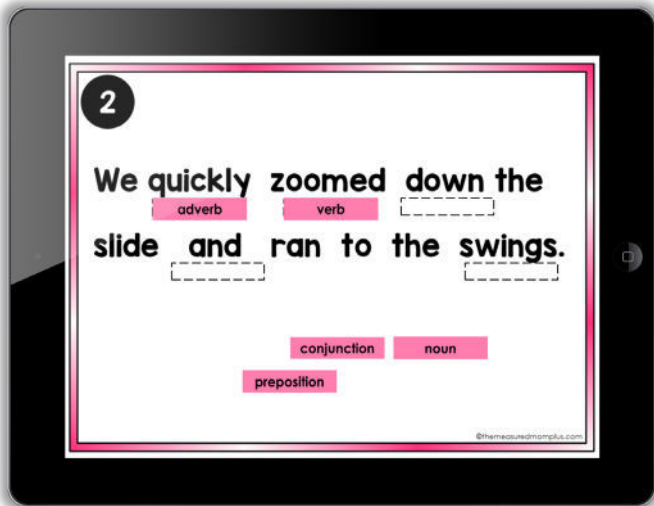 2
We quickly zoomed down the
adverb verb
slide and ran to the swings.
conjunction noun
preposition
©themeasuredmomplus.com